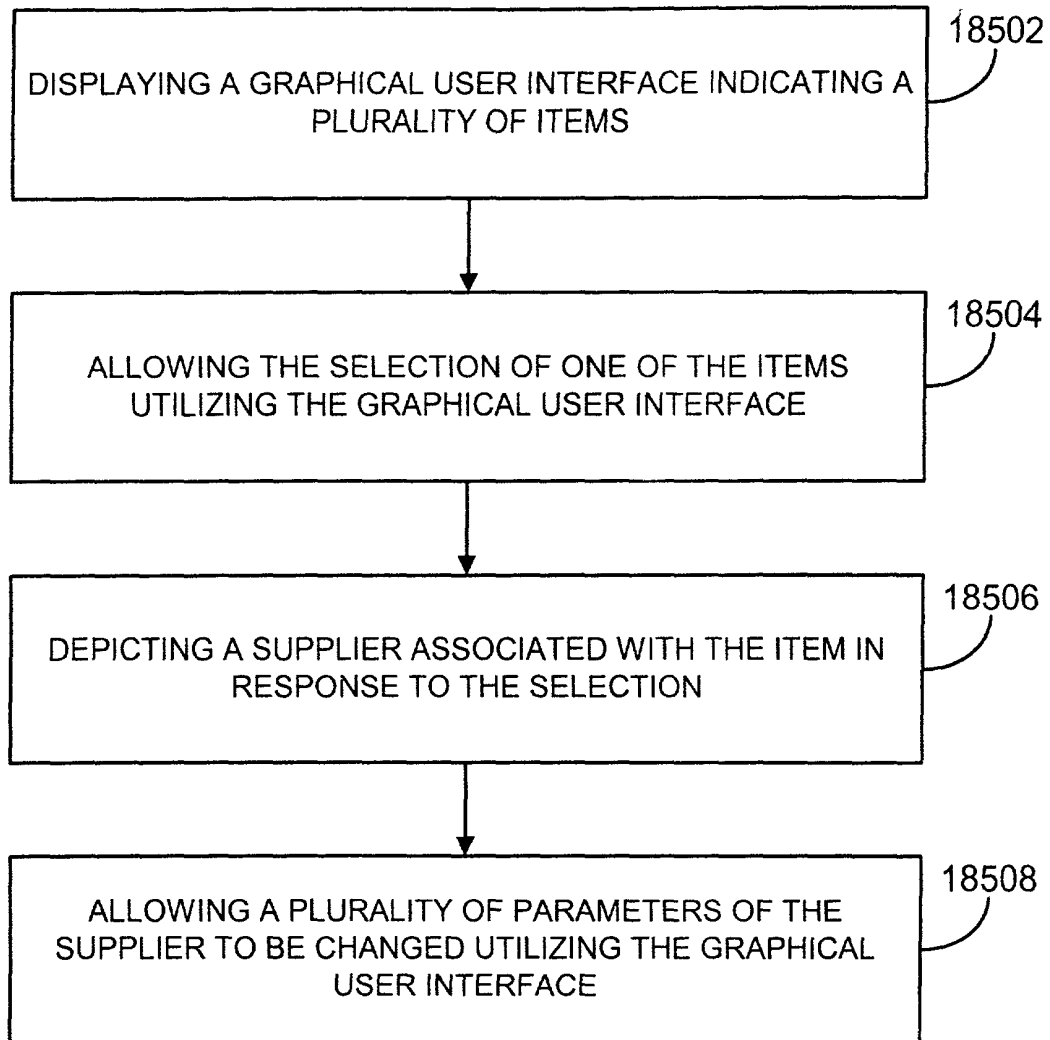 18502
DISPLAYING A GRAPHICAL USER INTERFACE INDICATING A
PLURALITY OF ITEMS
18504
ALLOWING THE SELECTION OF ONE OF THE ITEMS
UTILIZING THE GRAPHICAL USER INTERFACE
18506
DEPICTING A SUPPLIER ASSOCIATED WITH THE ITEM IN
RESPONSE TO THE SELECTION
18508
ALLOWING A PLURALITY OF PARAMETERS OF THE
SUPPLIER TO BE CHANGED UTILIZING THE GRAPHICAL
USER INTERFACE